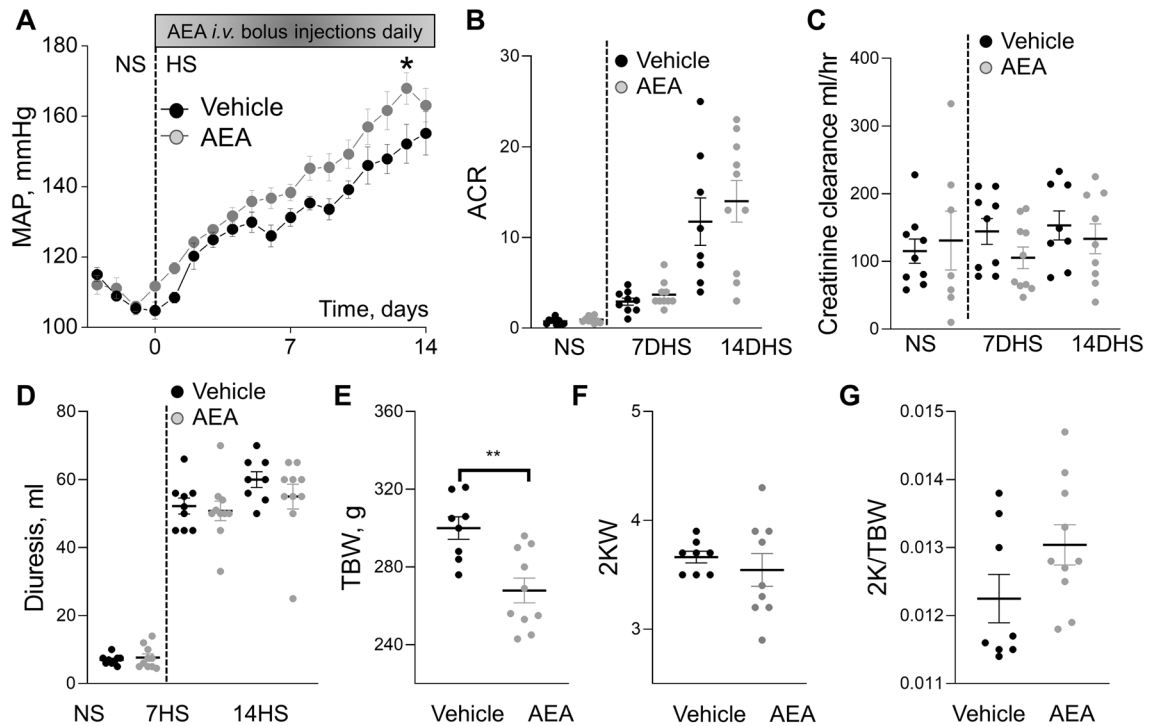 A
AEA i.v. bolus injections daily
MAP, mmHg
180
160
140
120
100
NS
HS
*
Vehicle
AEA
Time, days
0
7
14
B
ACR
30
20
10
0
Vehicle
AEA
NS
7DHS
14DHS
C
Creatinine clearance ml/hr
400
300
200
100
0
Vehicle
AEA
NS
7DHS
14DHS
D
Diuresis, ml
80
60
40
20
0
Vehicle
AEA
NS
7HS
14HS
E
TBW, g
360
320
280
240
**
Vehicle
AEA
F
2KW
5
4
3
Vehicle
AEA
G
2K/TBW
0.015
0.014
0.013
0.012
0.011
Vehicle
AEA